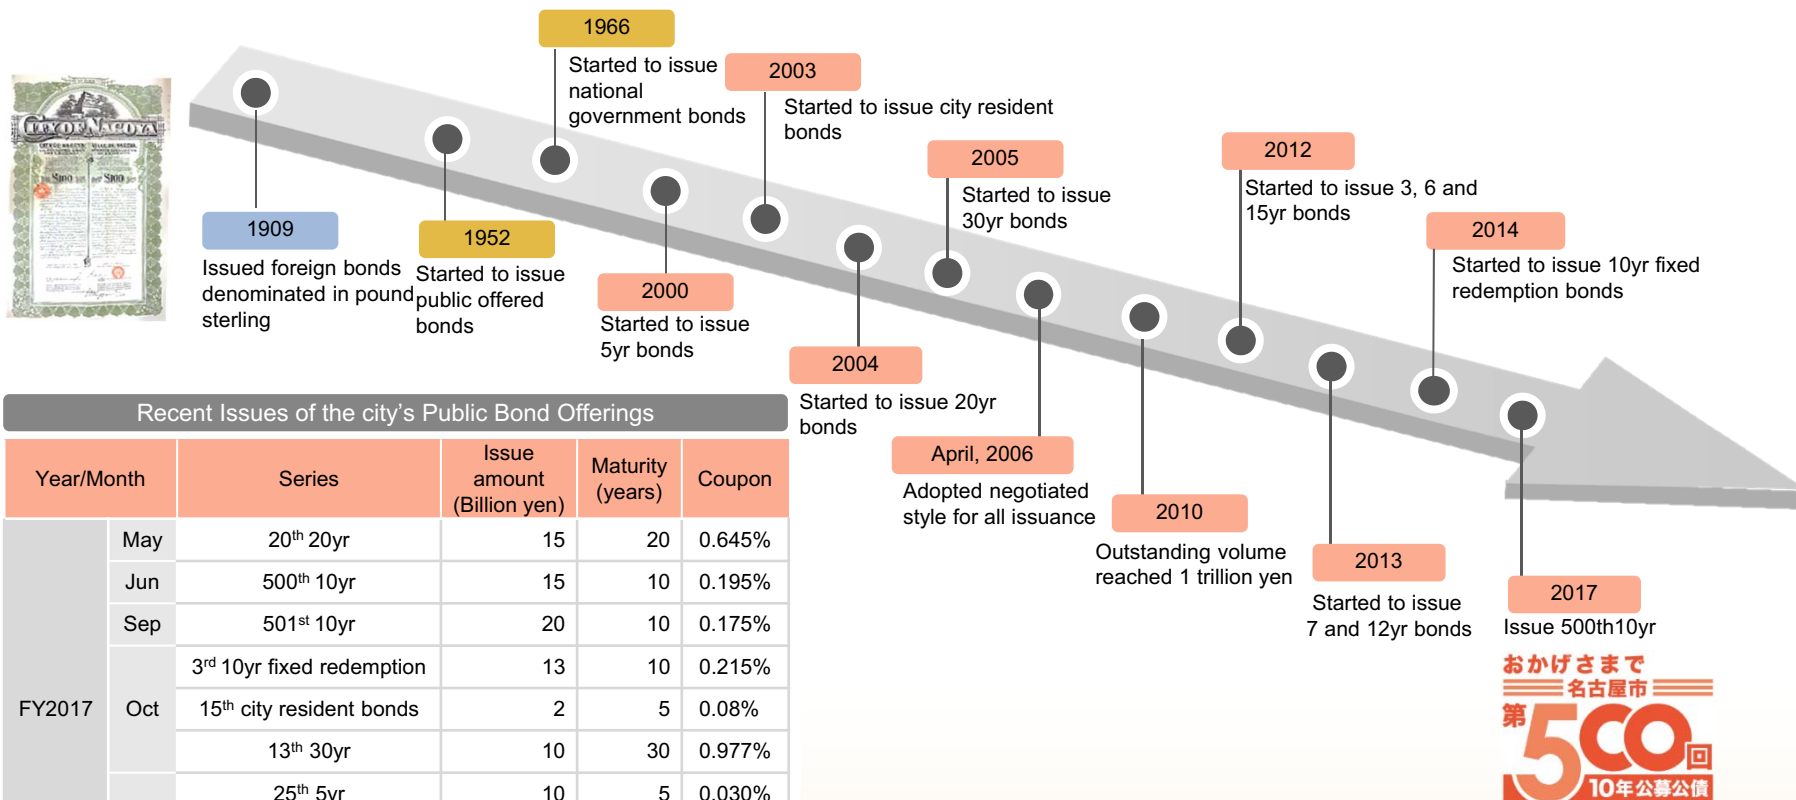 CITY OF NAGOYA
$100 $100
1909
Issued foreign bonds
denominated in pound
sterling
1952
Started to issue
public offered
bonds
1966
Started to issue
national
government bonds
2000
Started to issue
5yr bonds
2003
Started to issue city resident
bonds
2004
Started to issue 20yr
bonds
2005
Started to issue
30yr bonds
April, 2006
Adopted negotiated
style for all issuance
2010
Outstanding volume
reached 1 trillion yen
2012
Started to issue 3, 6 and
15yr bonds
2013
Started to issue
7 and 12yr bonds
2014
Started to issue 10yr fixed
redemption bonds
2017
Issue 500th10yr
おかげさまで
名古屋市
第500回
10年公募公債
Recent Issues of the city's Public Bond Offerings
Year/Month Series Issue amount (Billion yen) Maturity (years) Coupon
FY2017
May 20th 20yr 15 20 0.645%
Jun 500th 10yr 15 10 0.195%
Sep 501st 10yr 20 10 0.175%
Oct 3rd 10yr fixed redemption 13 10 0.215%
15th city resident bonds 2 5 0.08%
13th 30yr 10 30 0.977%
25th 5yr 10 5 0.030%